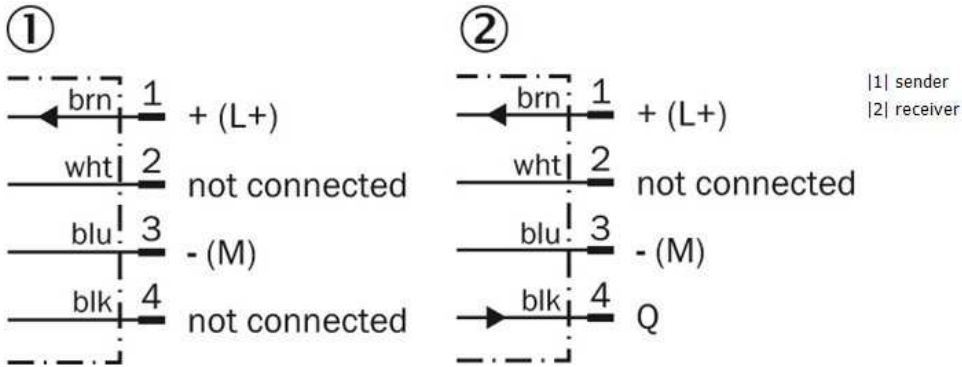 ① ②
brn 1 + (L+) brn 1 + (L+) |1| sender
|2| receiver
wht 2 not connected wht 2 not connected
blu 3 - (M) blu 3 - (M)
blk 4 not connected blk 4 Q